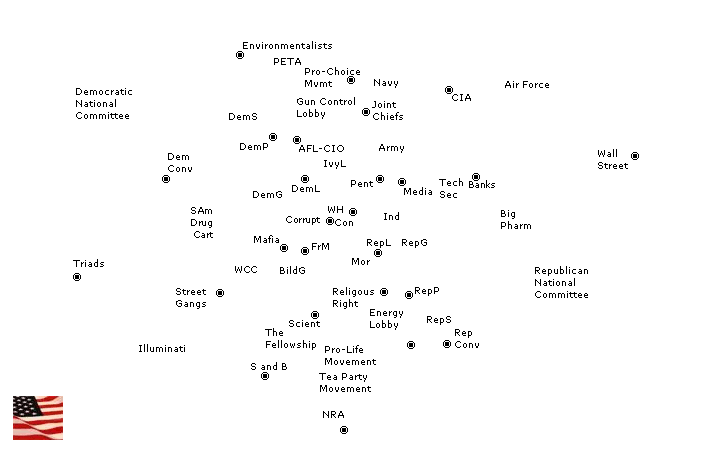 Environmentalists
PETA
Pro-Choice
Mvmt
Navy
Air Force
Democratic
National
Committee
CIA
Gun Control
Lobby
Joint
Chiefs
DemS
DemP
AFL-CIO
Army
Dem
Conv
IvyL
Wall
Street
DemL
Pent
Media
Tech
Sec
Banks
DemG
SAm
Drug
Cart
WH
Con
Corrupt
Ind
Big
Pharm
Mafia
FrM
RepL
RepG
Mor
Triads
WCC
BildG
Republican
National
Committee
Street
Gangs
Religous
Right
RepP
Energy
Lobby
RepS
Scient
The
Fellowship
Rep
Conv
Illuminati
Pro-Life
Movement
S and B
Tea Party
Movement
NRA